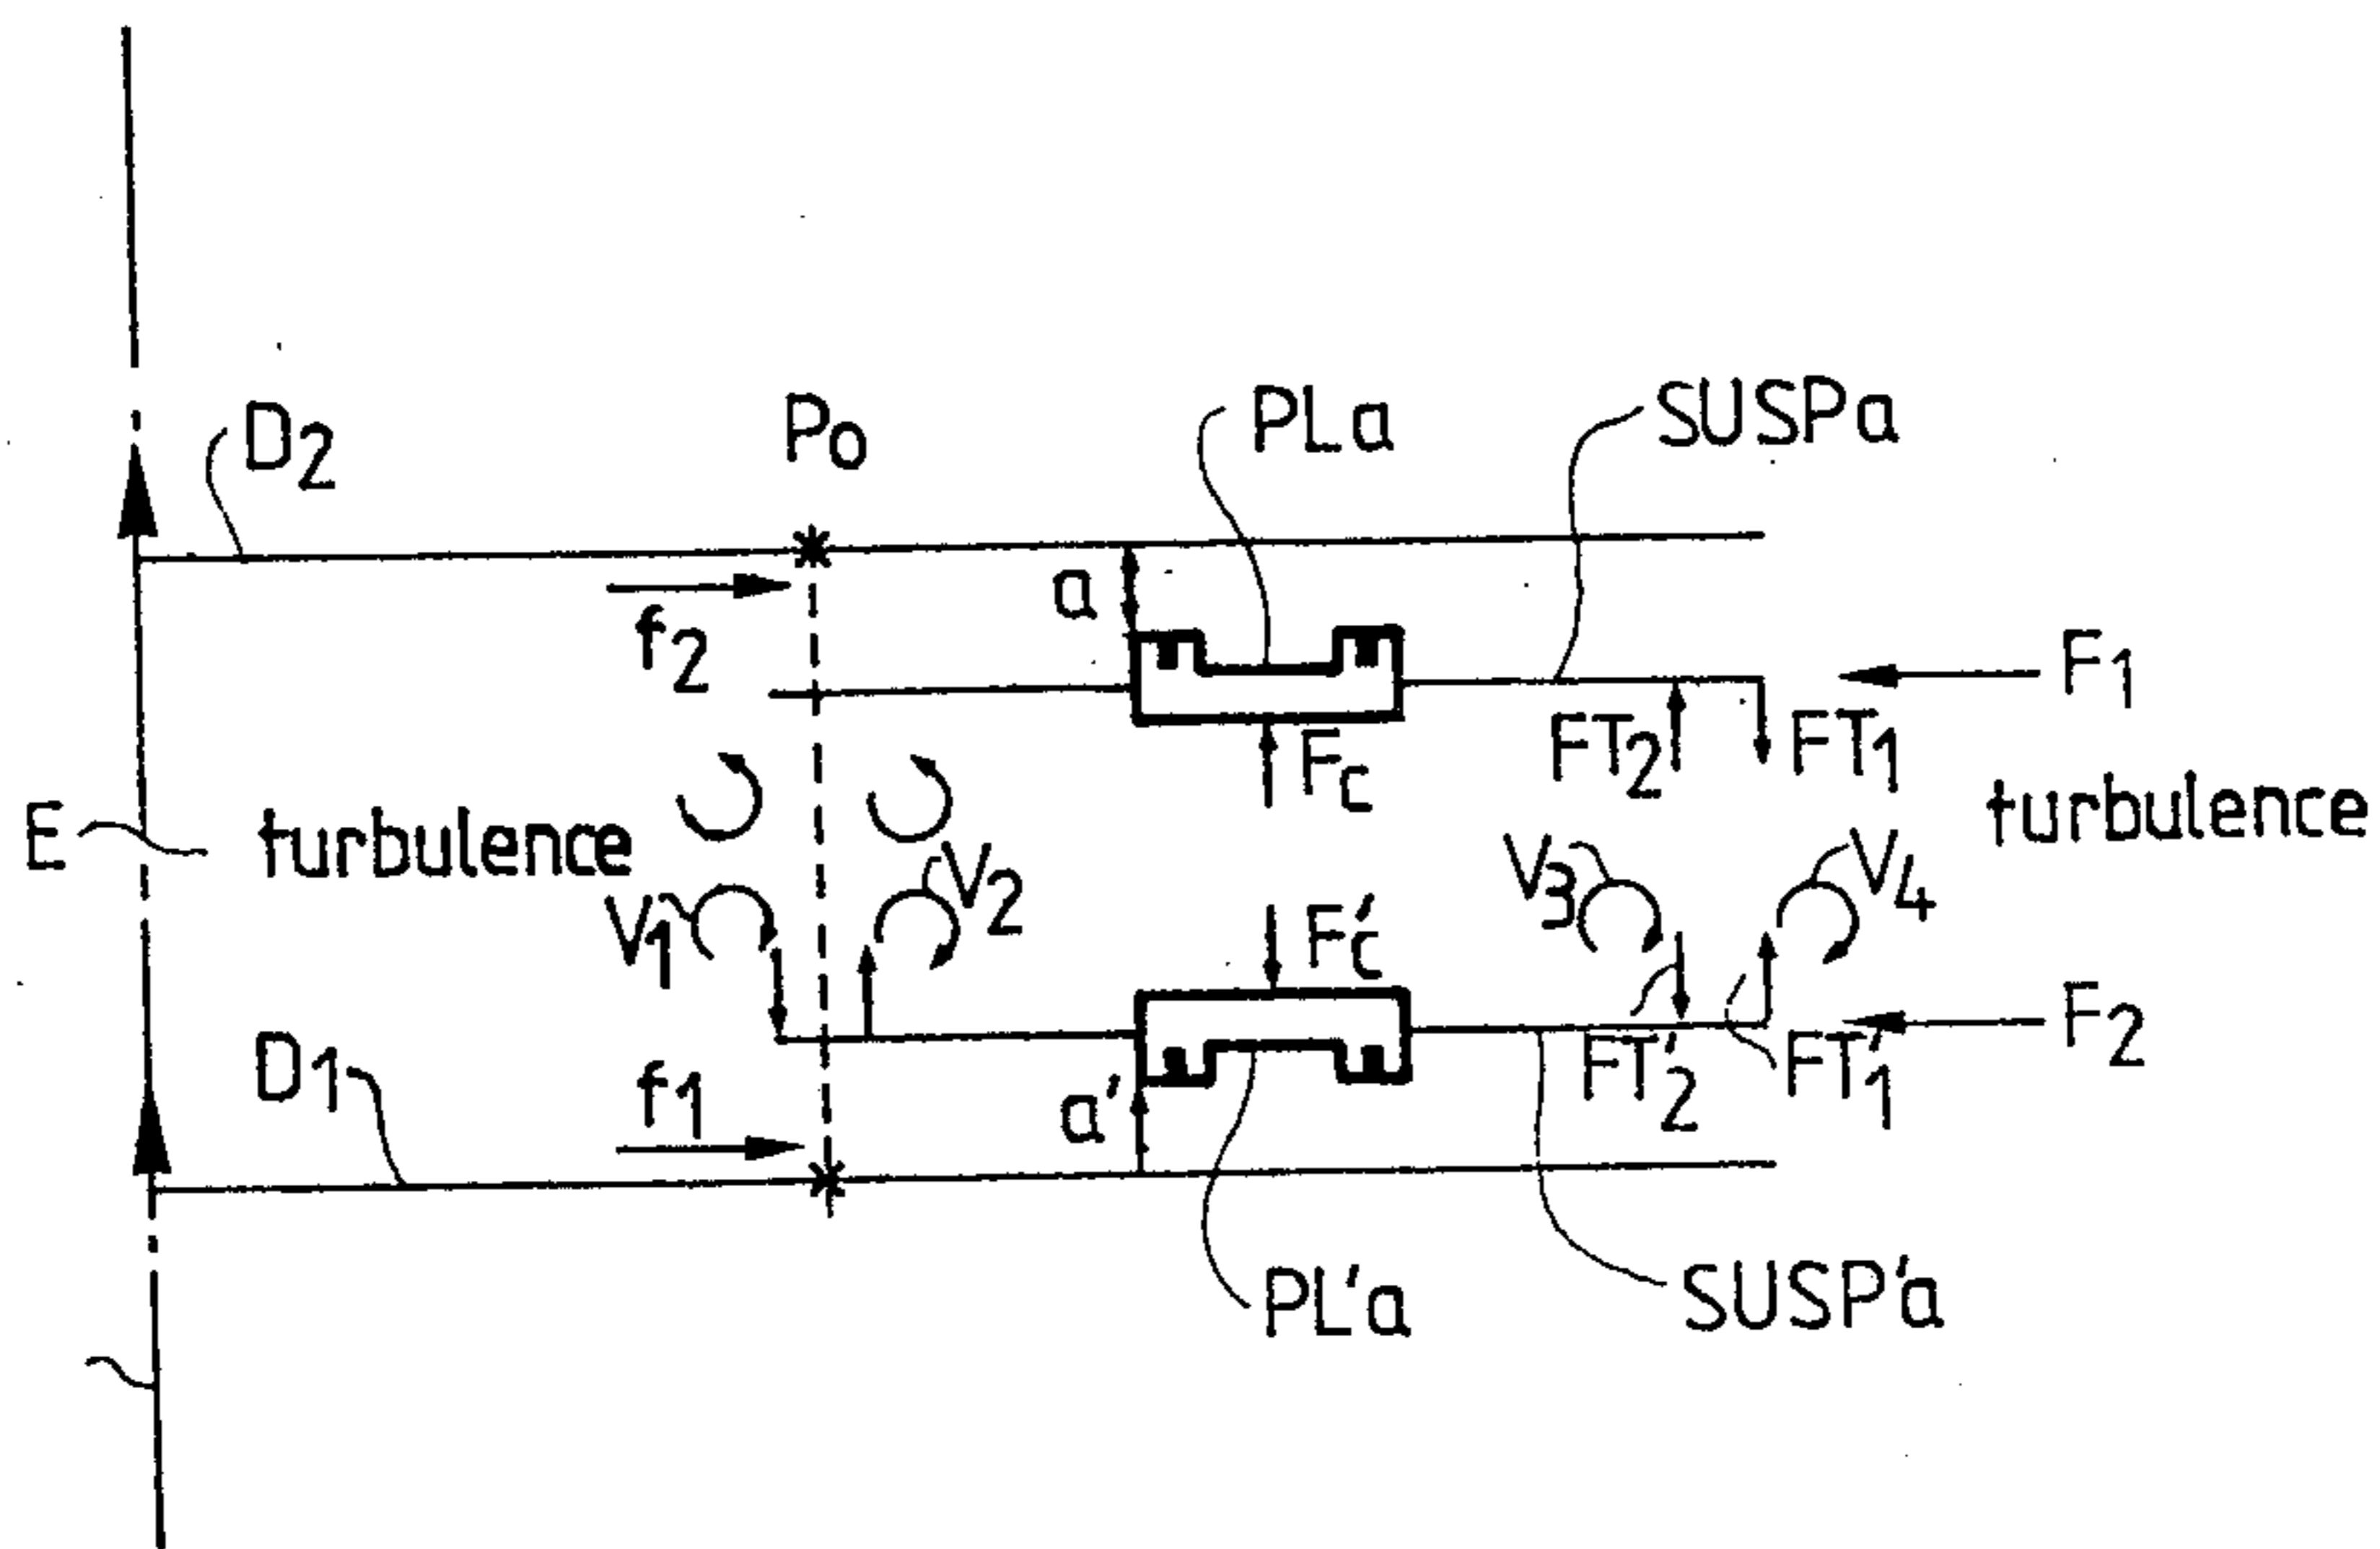 D2
P0
PLa
SUSPa
a
f2
F1
FT2
FT1
Fc
E
turbulence
turbulence
V1
V2
V3
V4
F'c
F2
D1
f1
a'
FT'2
FT'1
PL'a
SUSP'a